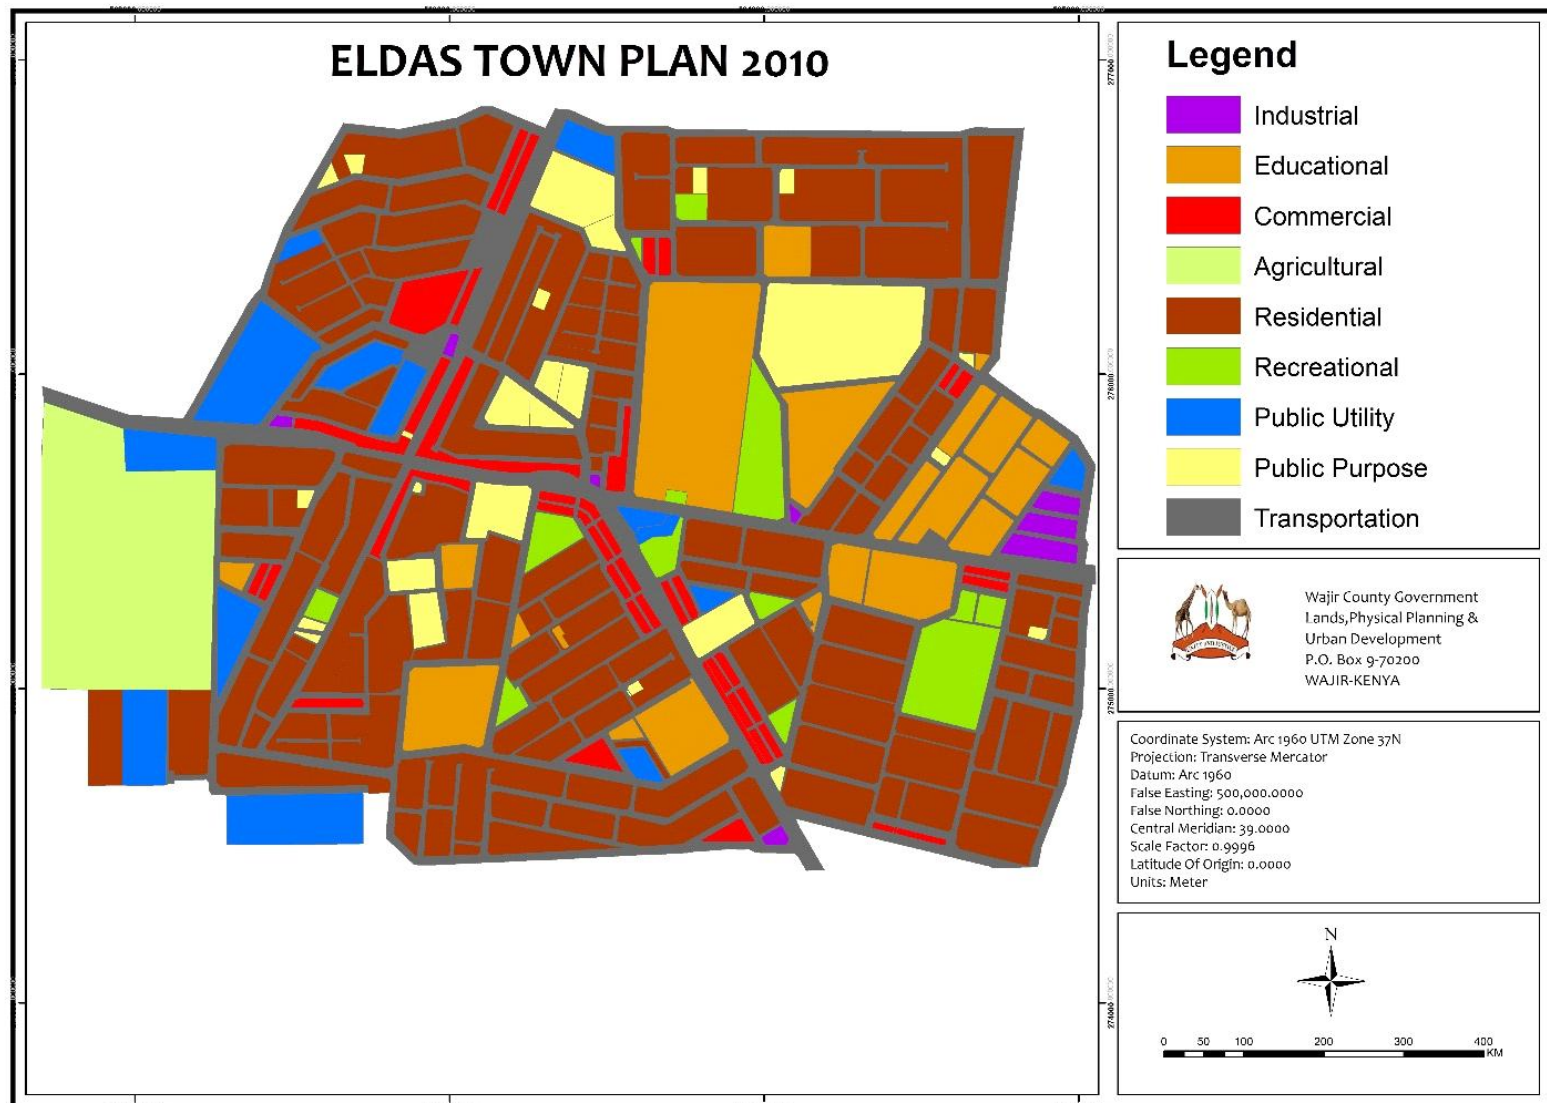 ELDAS TOWN PLAN 2010
Legend
Industrial
Educational
Commercial
Agricultural
Residential
Recreational
Public Utility
Public Purpose
Transportation
Wajir County Government
Lands,Physical Planning &
Urban Development
P.O. Box 9-70200
WAJIR-KENYA
Coordinate System: Arc 1960 UTM Zone 37N
Projection: Transverse Mercator
Datum: Arc 1960
False Easting: 500,000.0000
False Northing: 0.0000
Central Meridian: 39.0000
Scale Factor: 0.9996
Latitude Of Origin: 0.0000
Units: Meter
N
0 50 100 200 300 400
KM